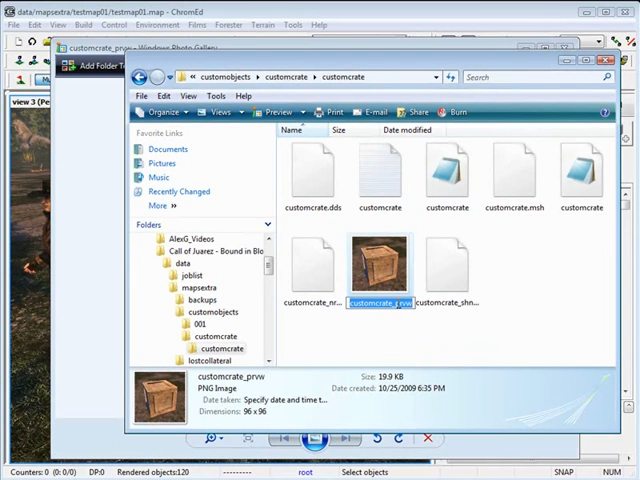 data/mapsextra/testmap01/testmap01.map - ChromEd
File Edit View Build Control Environment Films Forester Terrain Tools Help
customcrate_prvw - Windows Photo Gallery
Add Folder T
view 3 (Pe
customobjects customcrate customcrate
Search
File Edit View Tools Help
Organize Views Preview Print E-mail Share Burn
Favorite Links
Documents
Pictures
Music
Recently Changed
More »
Folders
AlexG_Videos
Call of Juarez - Bound in Blo
data
joblist
mapsextra
backups
customobjects
001
customcrate
customcrate
lostcollateral
Name Size Date modified
customcrate.dds customcrate customcrate customcrate.msh customcrate
customcrate_nr... customcrate_prvw customcrate_shn...
customcrate_prvw
PNG Image
Date taken: Specify date and time t...
Dimensions: 96 x 96
Size: 19.9 KB
Date created: 10/25/2009 6:35 PM
Counters: 0 (0; 0/0) DP:0 Rendered objects:120 --------- root Select objects SNAP NUM